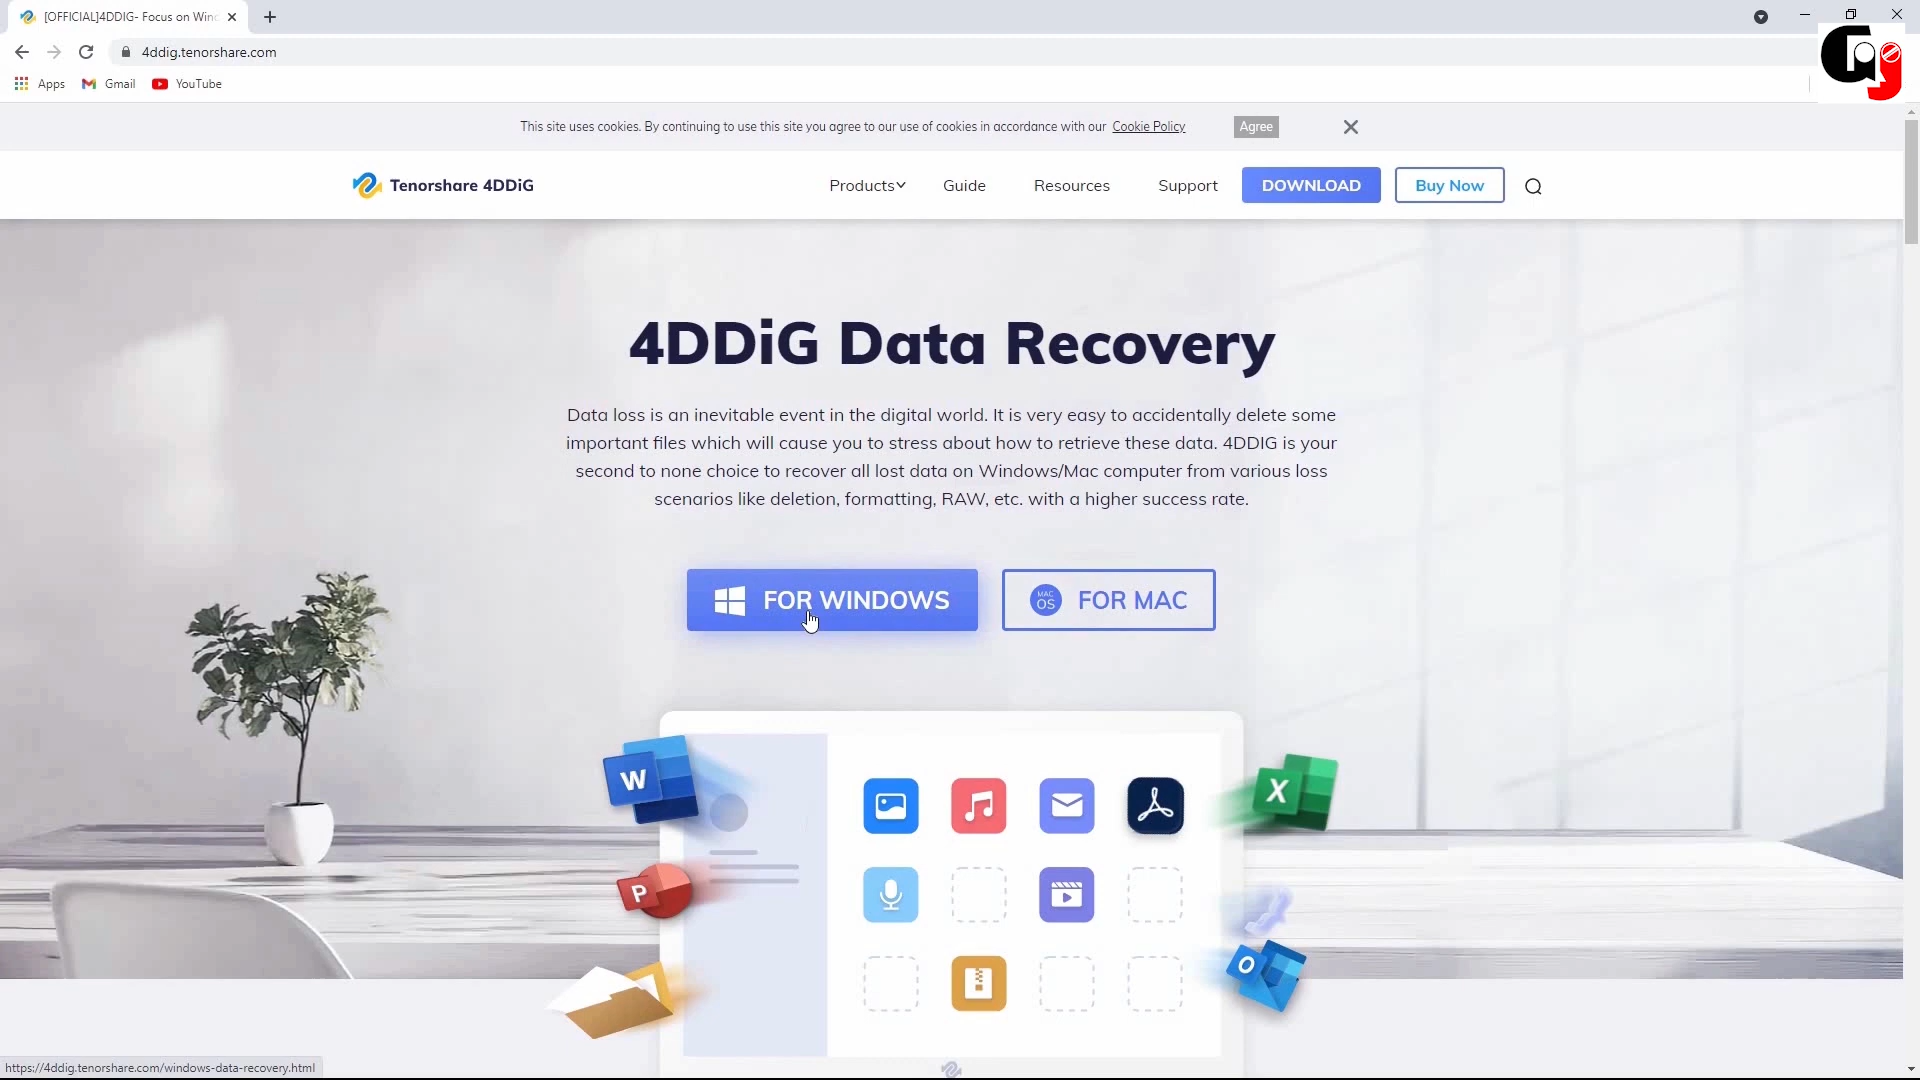 [OFFICIAL]4DDIG- Focus on Wind
4ddig.tenorshare.com
Apps
Gmail
YouTube
This site uses cookies. By continuing to use this site you agree to our use of cookies in accordance with our Cookie Policy
Agree
Tenorshare 4DDiG
Products
Guide
Resources
Support
DOWNLOAD
Buy Now
4DDiG Data Recovery
Data loss is an inevitable event in the digital world. It is very easy to accidentally delete some
important files which will cause you to stress about how to retrieve these data. 4DDIG is your
second to none choice to recover all lost data on Windows/Mac computer from various loss
scenarios like deletion, formatting, RAW, etc. with a higher success rate.
FOR WINDOWS
MAC
OS
FOR MAC
W
X
P
O
https://4ddig.tenorshare.com/windows-data-recovery.html